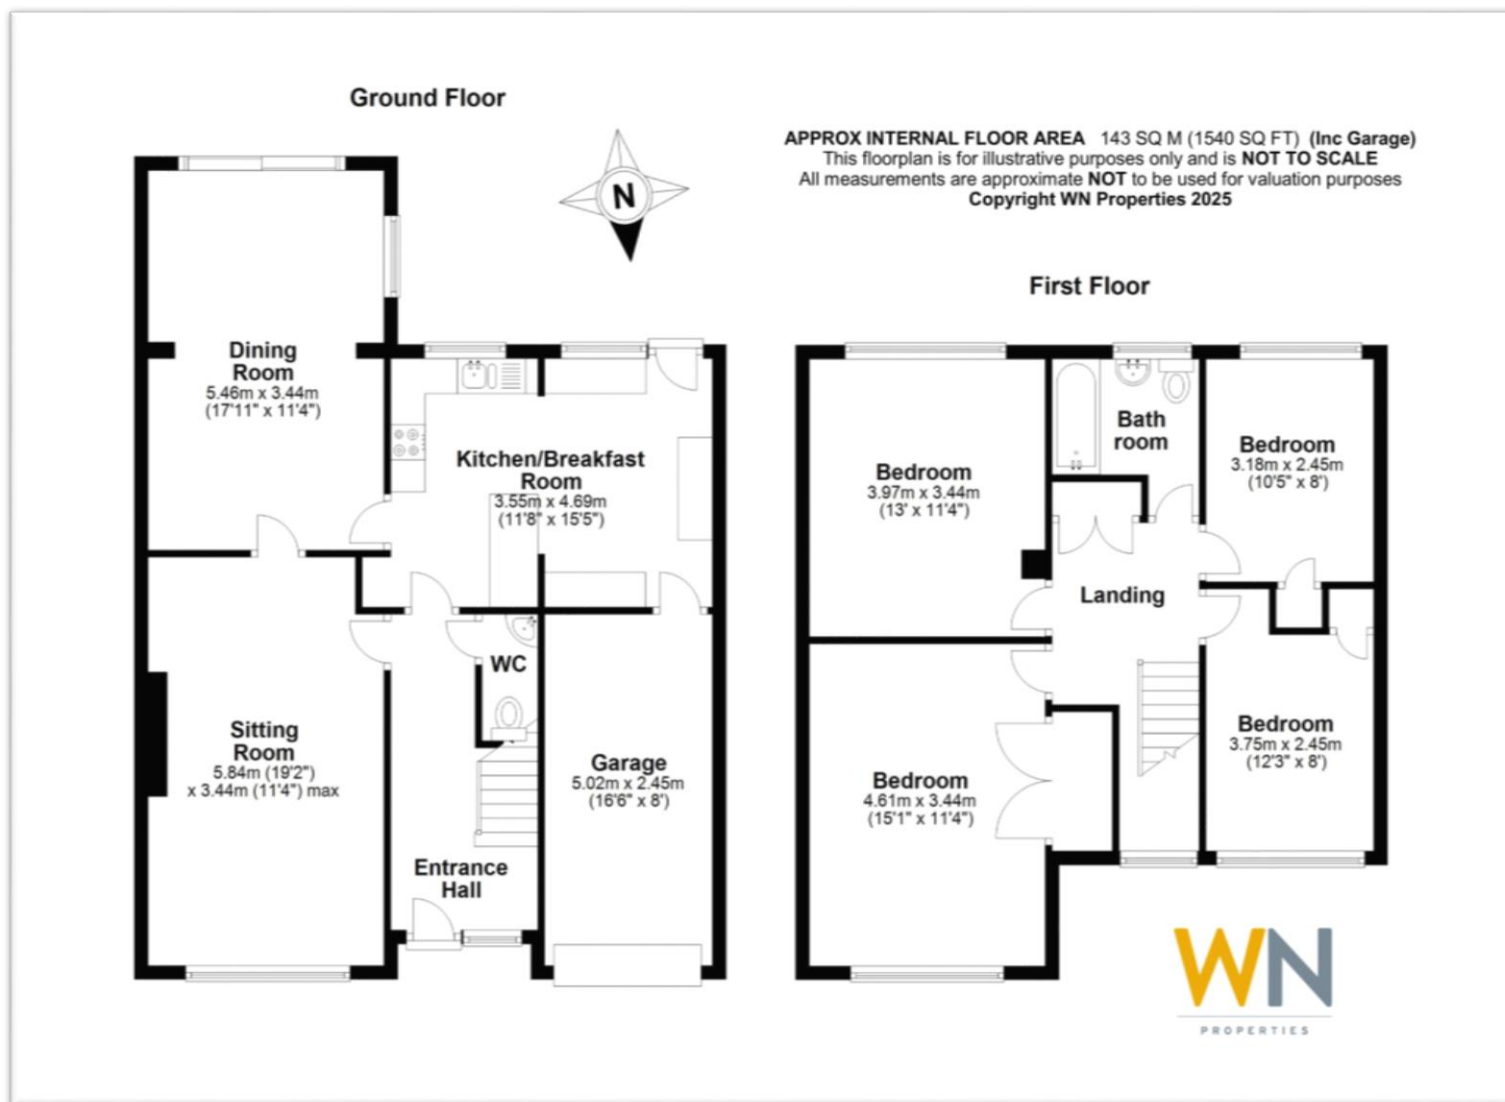 Ground Floor
APPROX INTERNAL FLOOR AREA 143 SQ M (1540 SQ FT) (Inc Garage)
This floorplan is for illustrative purposes only and is NOT TO SCALE
All measurements are approximate NOT to be used for valuation purposes
Copyright WN Properties 2025
N
First Floor
Dining
Room
5.46m x 3.44m
(17'11" x 11'4")
Kitchen/Breakfast
Room
3.55m x 4.69m
(11'8" x 15'5")
Sitting
Room
5.84m (19'2")
x 3.44m (11'4") max
WC
Garage
5.02m x 2.45m
(16'6" x 8')
Entrance
Hall
Bedroom
3.97m x 3.44m
(13' x 11'4")
Bath
room
Bedroom
3.18m x 2.45m
(10'5" x 8')
Landing
Bedroom
4.61m x 3.44m
(15'1" x 11'4")
Bedroom
3.75m x 2.45m
(12'3" x 8')
WN
PROPERTIES